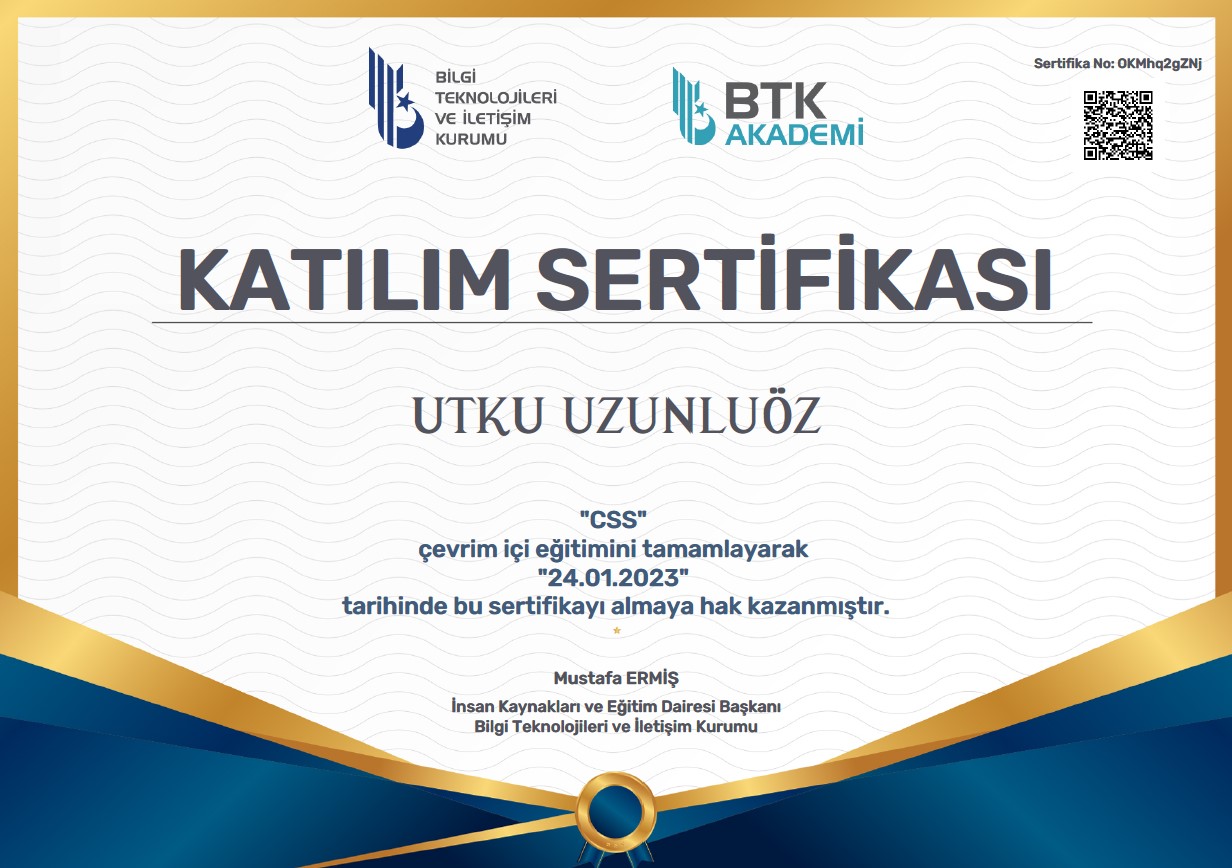 BİLGİ
TEKNOLOJİLERİ
VE İLETİŞİM
KURUMU
BTK
AKADEMİ
Sertifika No: OKMhq2gZNj
KATILIM SERTİFİKASI
UTKU UZUNLUÖZ
"CSS"
çevrim içi eğitimini tamamlayarak
"24.01.2023"
tarihinde bu sertifikayı almaya hak kazanmıştır.
Mustafa ERMİŞ
İnsan Kaynakları ve Eğitim Dairesi Başkanı
Bilgi Teknolojileri ve İletişim Kurumu